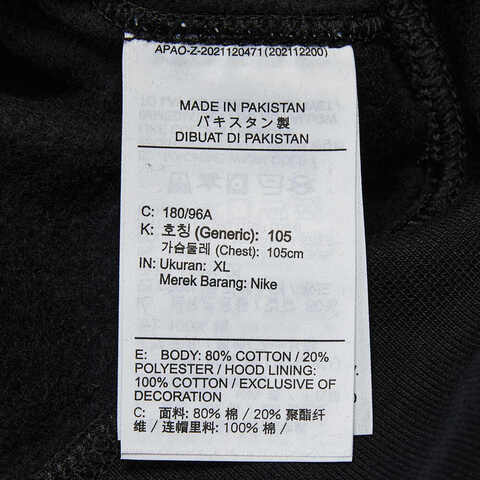 APAO-Z-2021120471(202112200)
MADE IN PAKISTAN
パキスタン製
DIBUAT DI PAKISTAN
C: 180/96A
K: 호칭 (Generic): 105
가슴둘레 (Chest): 105cm
IN: Ukuran: XL
Merek Barang: Nike
E: BODY: 80% COTTON / 20%
POLYESTER / HOOD LINING:
100% COTTON / EXCLUSIVE OF
DECORATION
C: 面料: 80% 棉 / 20% 聚酯纤
维 / 连帽里料: 100% 棉 /